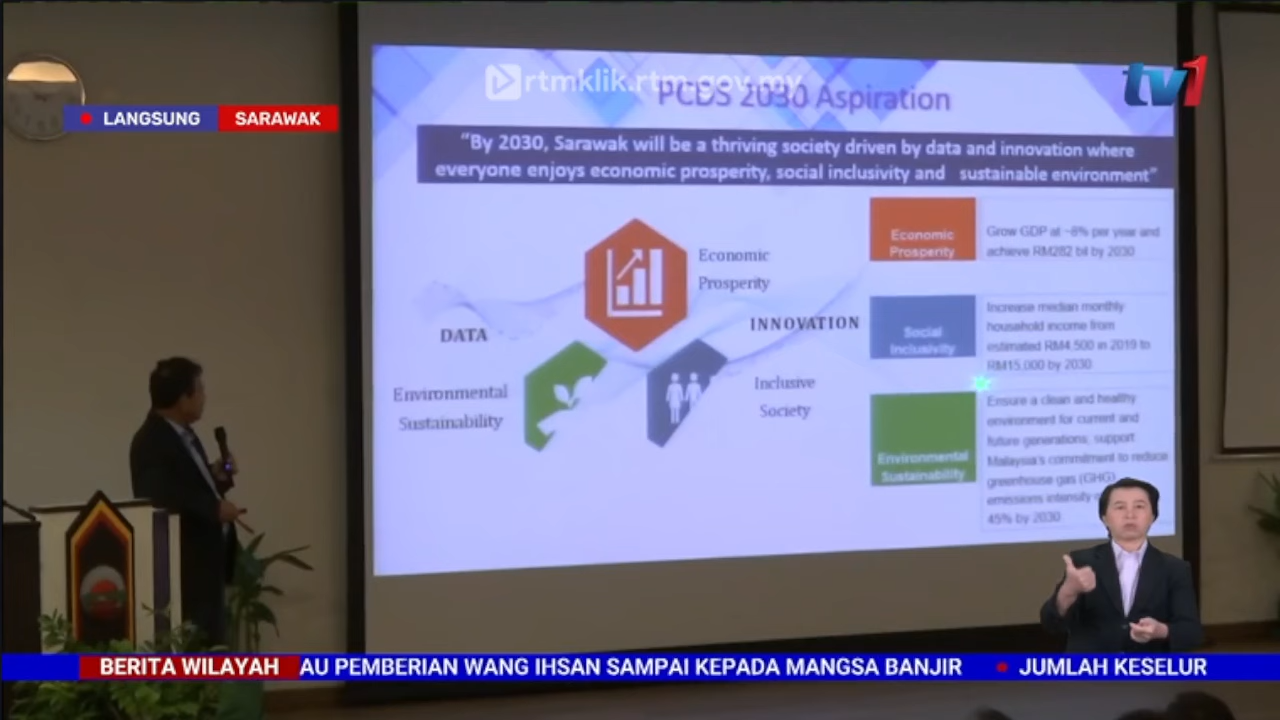 rtmklik.rtm.gov.my
tv1
LANGSUNG
SARAWAK
PCDS 2030 Aspiration
"By 2030, Sarawak will be a thriving society driven by data and innovation where
everyone enjoys economic prosperity, social inclusivity and sustainable environment"
Economic
Prosperity
DATA
INNOVATION
Environmental
Sustainability
Inclusive
Society
Economic
Prosperity
Grow GDP at ~8% per year and
achieve RM282 bil by 2030
Social
Inclusivity
Increase median monthly
household income from
estimated RM4,500 in 2019 to
RM15,000 by 2030
Environmental
Sustainability
Ensure a clean and healthy
environment for current and
future generations, support
Malaysia's commitment to reduce
greenhouse gas (GHG)
emissions intensity
45% by 2030
BERITA WILAYAH
AU PEMBERIAN WANG IHSAN SAMPAI KEPADA MANGSA BANJIR
JUMLAH KESELUR